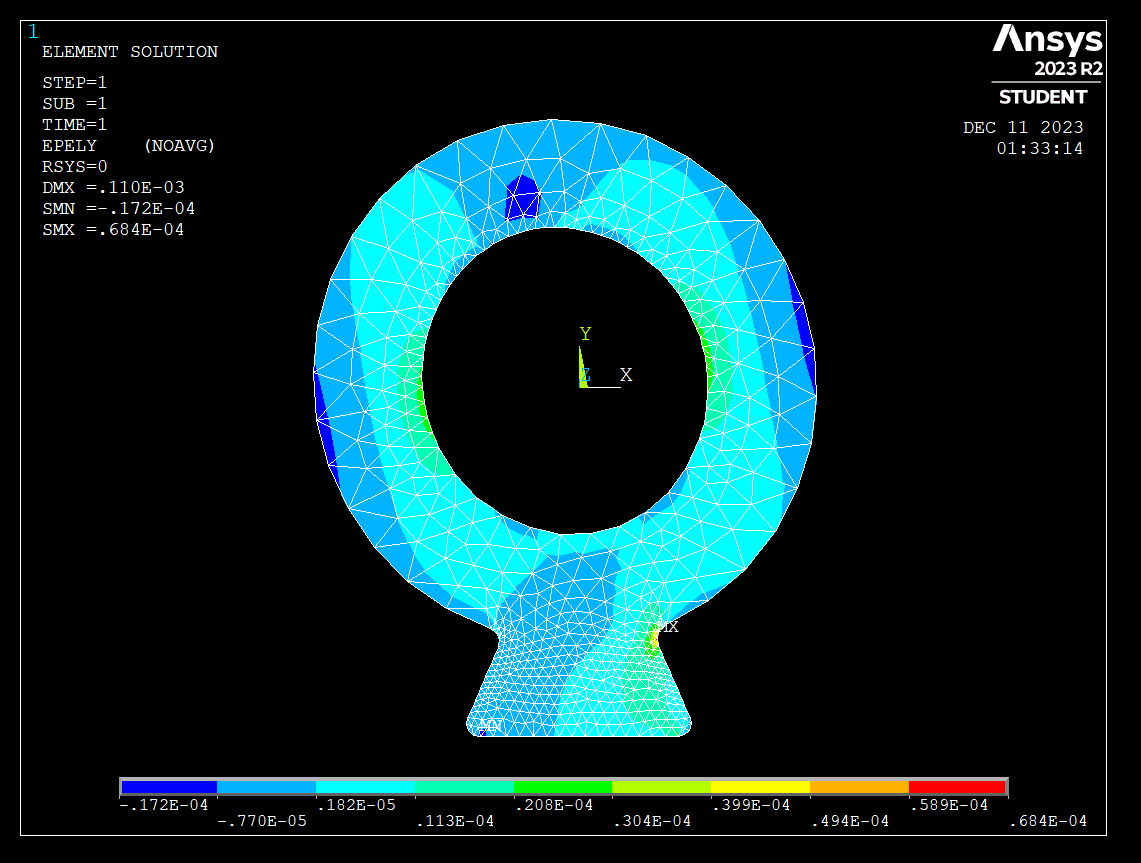 1
ELEMENT SOLUTION
STEP=1
SUB =1
TIME=1
EPELY (NOAVG)
RSYS=0
DMX =.110E-03
SMN =-.172E-04
SMX =.684E-04
Ansys
2023 R2
STUDENT
DEC 11 2023
01:33:14
Y
Z X
MX
MN
-.172E-04 .182E-05 .208E-04 .399E-04 .589E-04
-.770E-05 .113E-04 .304E-04 .494E-04 .684E-04